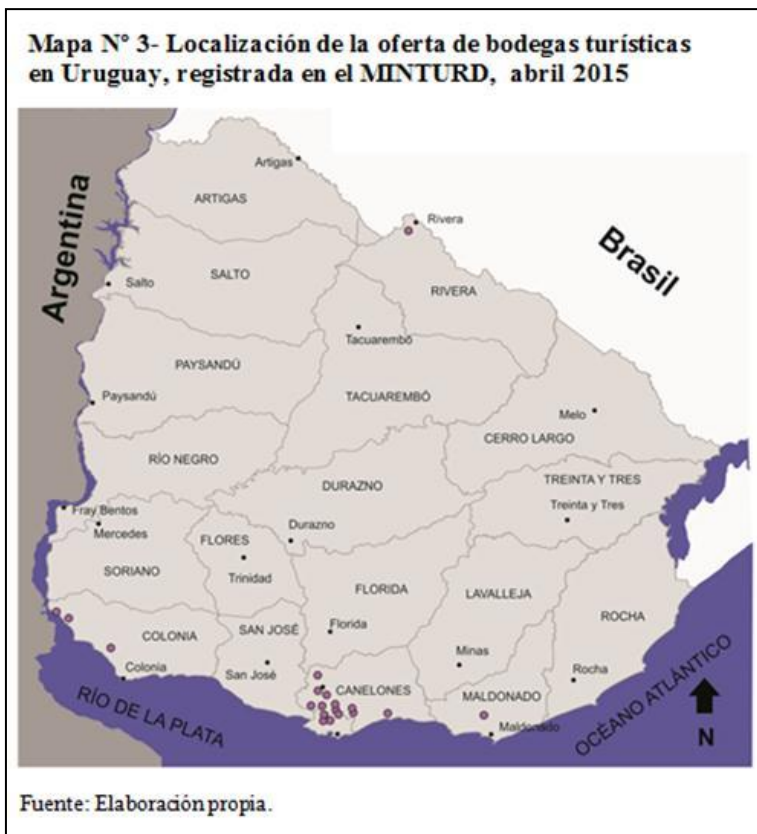 Mapa N° 3- Localización de la oferta de bodegas turísticas
en Uruguay, registrada en el MINTURD, abril 2015
Argentina
Brasil
Artigas
ARTIGAS
Rivera
SALTO
Salto
RIVERA
Tacuarembó
PAYSANDÚ
Paysandú
TACUAREMBÓ
Melo
CERRO LARGO
RÍO NEGRO
TREINTA Y TRES
DURAZNO
Treinta y Tres
Fray Bentos
Mercedes
Durazno
FLORES
Trinidad
SORIANO
FLORIDA
LAVALLEJA
ROCHA
COLONIA
SAN JOSÉ
Florida
Minas
Colonia
San José
Rocha
CANELONES
MALDONADO
Maldonado
RÍO DE LA PLATA
OCÉANO ATLÁNTICO
N
Fuente: Elaboración propia.